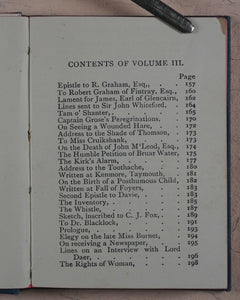 CONTENTS OF VOLUME III.
Page
Epistle to R. Graham, Esq., 157
To Robert Graham of Fintray, Esq., 160
Lament for James, Earl of Glencairn, 162
Lines sent to Sir John Whiteford, 164
Tam o' Shanter, 165
Captain Grose's Peregrinations, 171
On Seeing a Wounded Hare, 172
Address to the Shade of Thomson, 173
To Miss Cruikshank, 174
On the Death of John M'Leod, Esq., 175
The Humble Petition of Bruar Water, 176
The Kirk's Alarm, 177
Address to the Toothache, 181
Written at Kenmore, Taymouth, 181
On the Birth of a Posthumous Child, 183
Written at Fall of Foyers, 183
Second Epistle to Davie, 184
The Inventory, 185
The Whistle, 187
Sketch, inscribed to C. J. Fox, 189
To Dr. Blacklock, 191
Prologue, 193
Elegy on the late Miss Burnet, 194
On receiving a Newspaper, 195
Lines on an Interview with Lord
Daer, 196
The Rights of Woman, 198